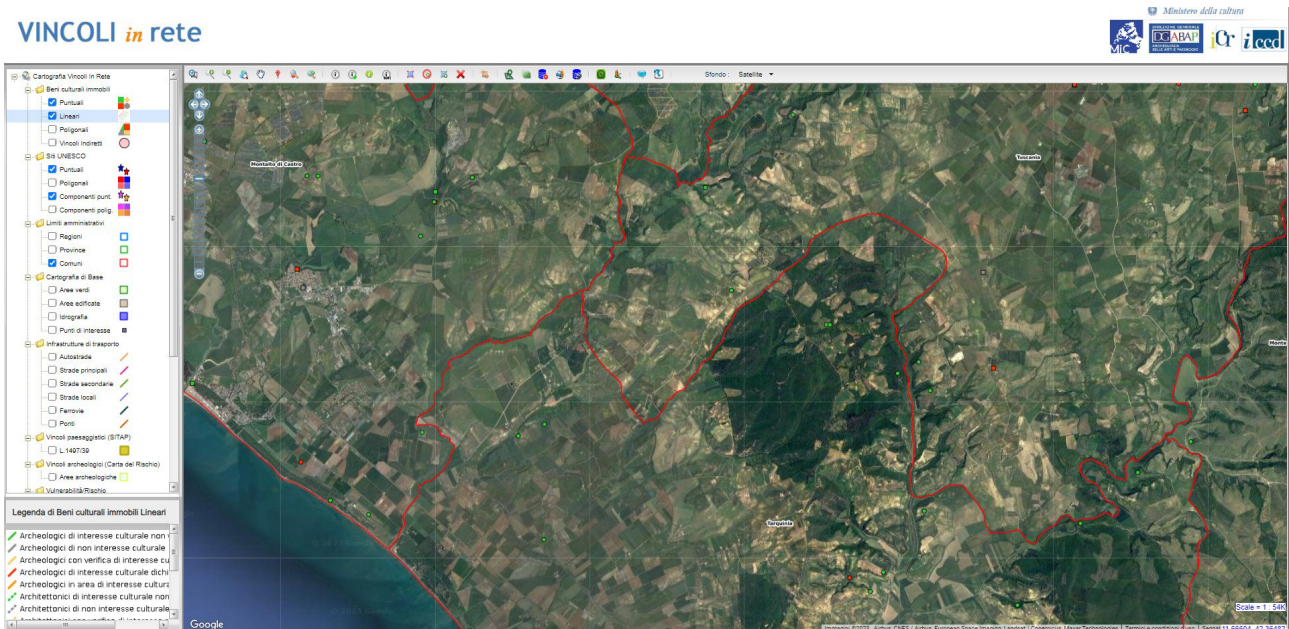 Ministero della cultura
VINCOLI in rete
MiC
DGABAP
iCr
iccd
Cartografia Vincoli In Rete
Sfondo: Satellite
Beni culturali immobili
Puntuali
Lineari
Poligonali
Vincoli Indiretti
Siti UNESCO
Puntuali
Poligonali
Componenti punt.
Componenti polig.
Limiti amministrativi
Regioni
Province
Comuni
Cartografia di Base
Aree verdi
Aree edificate
Idrografia
Punti di interesse
Infrastrutture di trasporto
Autostrade
Strade principali
Strade secondarie
Strade locali
Ferrovie
Ponti
Vincoli paesaggistici (SITAP)
L.1497/39
Vincoli archeologici (Carta del Rischio)
Aree archeologiche
Vulnerabilità/Rischio
Legenda di Beni culturali immobili Lineari
Archeologici di interesse culturale non
Archeologici di non interesse culturale
Archeologici con verifica di interesse cu
Archeologici di interesse culturale dichi
Archeologici in area di interesse cultura
Architettonici di interesse culturale non
Architettonici di non interesse culturale
Montalto di Castro
Tuscania
Monte
Tarquinia
Google
Scale = 1 : 54K